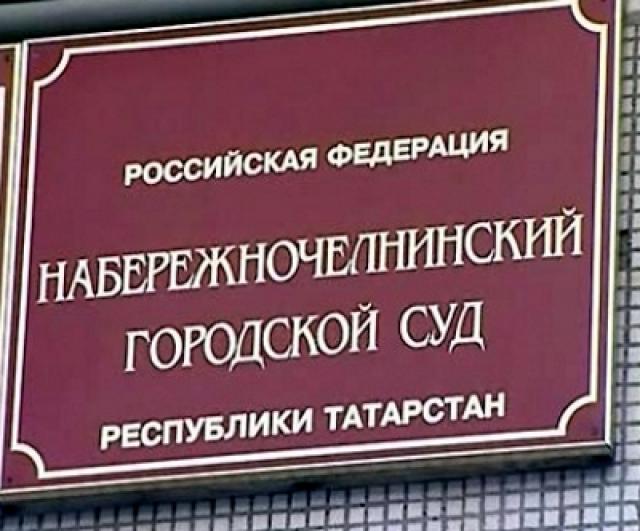 РОССИЙСКАЯ ФЕДЕРАЦИЯ
НАБЕРЕЖНОЧЕЛНИНСКИЙ
ГОРОДСКОЙ СУД
РЕСПУБЛИКИ ТАТАРСТАН